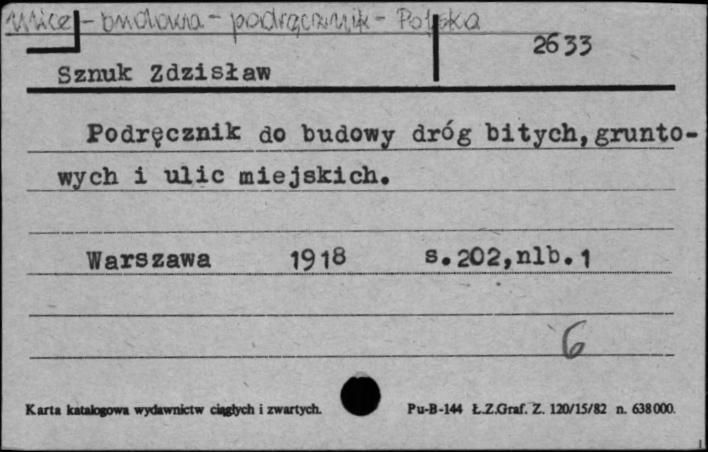 Ulice - budowa - podręcznik - Polska
2633
Sznuk Zdzisław
Podręcznik do budowy dróg bitych,grunto-
wych i ulic miejskich.
Warszawa 1918 s.202,nlb.1
6
Karta katalogowa wydawnictw ciągłych i zwartych. Pu-B-144 Ł.Z.Graf. Z. 120/15/82 n. 638000.